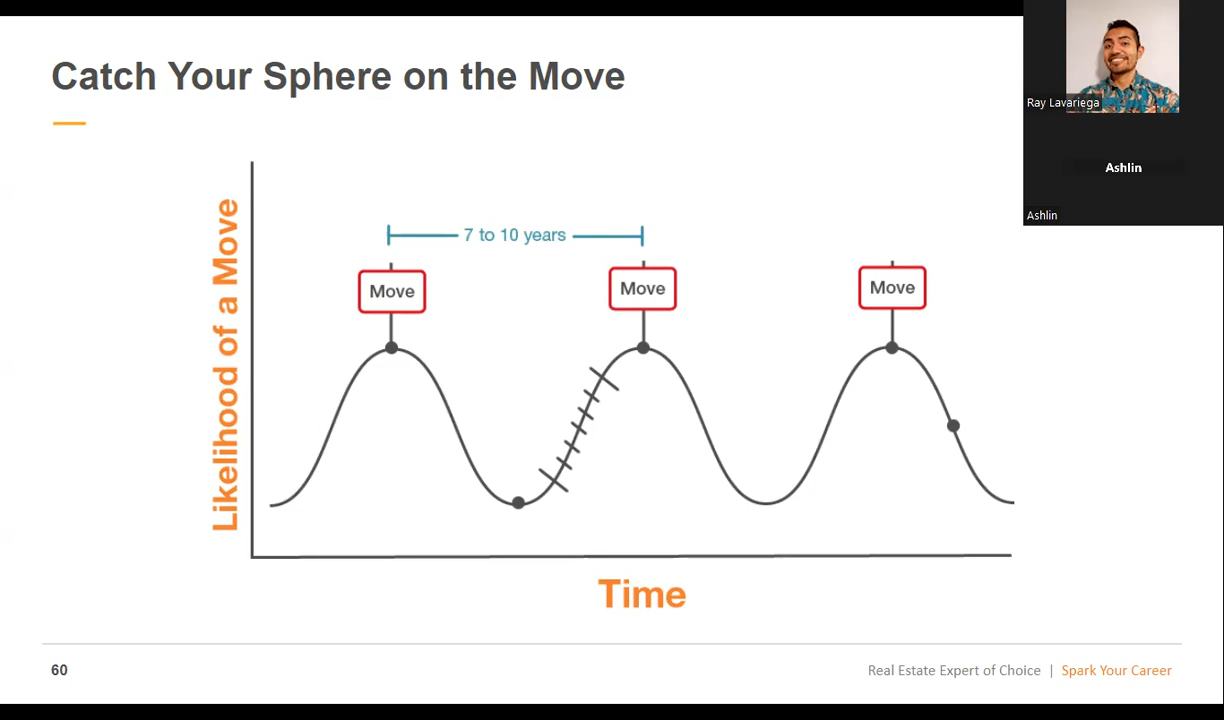 Catch Your Sphere on the Move
Ray Lavariega
Ashlin
Ashlin
Likelihood of a Move
7 to 10 years
Move
Move
Move
Time
60
Real Estate Expert of Choice | Spark Your Career